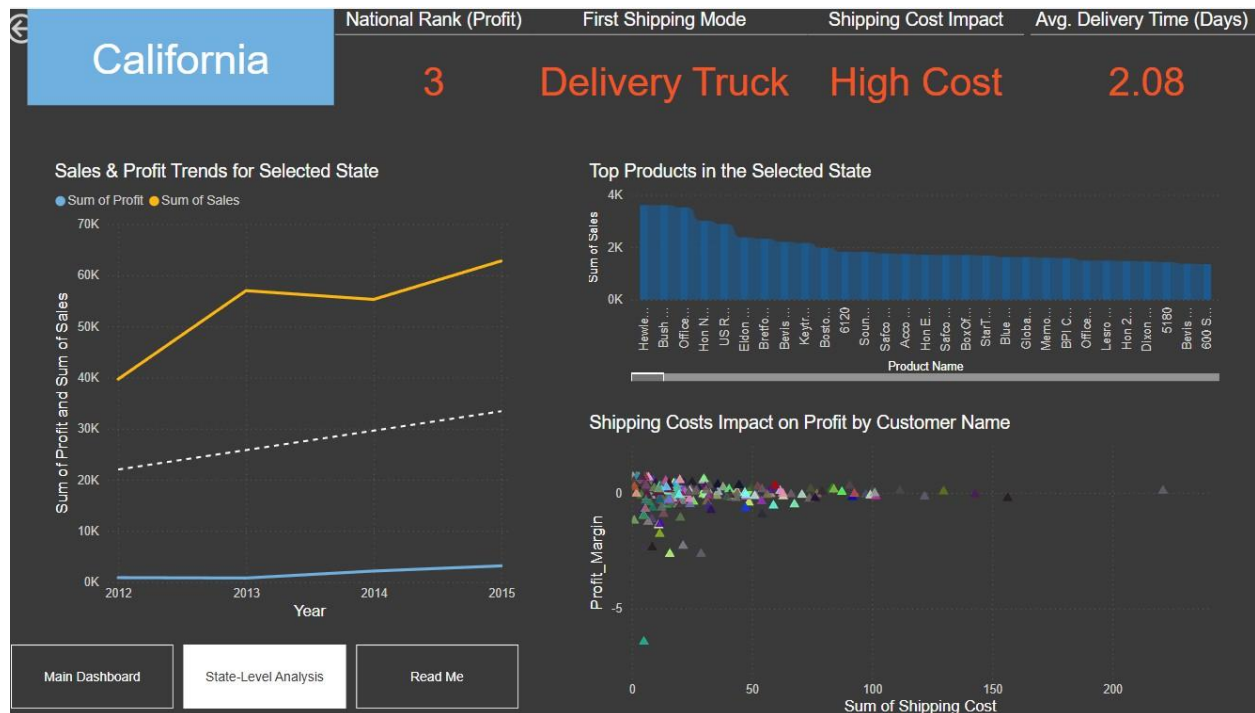 California
National Rank (Profit)
3
First Shipping Mode
Delivery Truck
Shipping Cost Impact
High Cost
Avg. Delivery Time (Days)
2.08
Sales & Profit Trends for Selected State
Sum of Profit Sum of Sales
Sum of Profit and Sum of Sales
70K
60K
50K
40K
30K
20K
10K
0K
2012 2013 2014 2015
Year
Top Products in the Selected State
Sum of Sales
4K
2K
0K
Hewle...
Bush ...
Office...
Hon N...
US R...
Eldon ...
Bretfo...
Bevis ...
Keytr...
Bosto...
6120
Soun...
Safco ...
Acco ...
Hon E...
Safco ...
BoxOf...
StarT...
Blue ...
Globa...
Memo...
BPI C...
Office...
Lesro ...
Hon 2...
Dixon ...
5180
Bevis ...
600 S...
Product Name
Shipping Costs Impact on Profit by Customer Name
Profit_Margin
0
-5
0 50 100 150 200
Sum of Shipping Cost
Main Dashboard
State-Level Analysis
Read Me